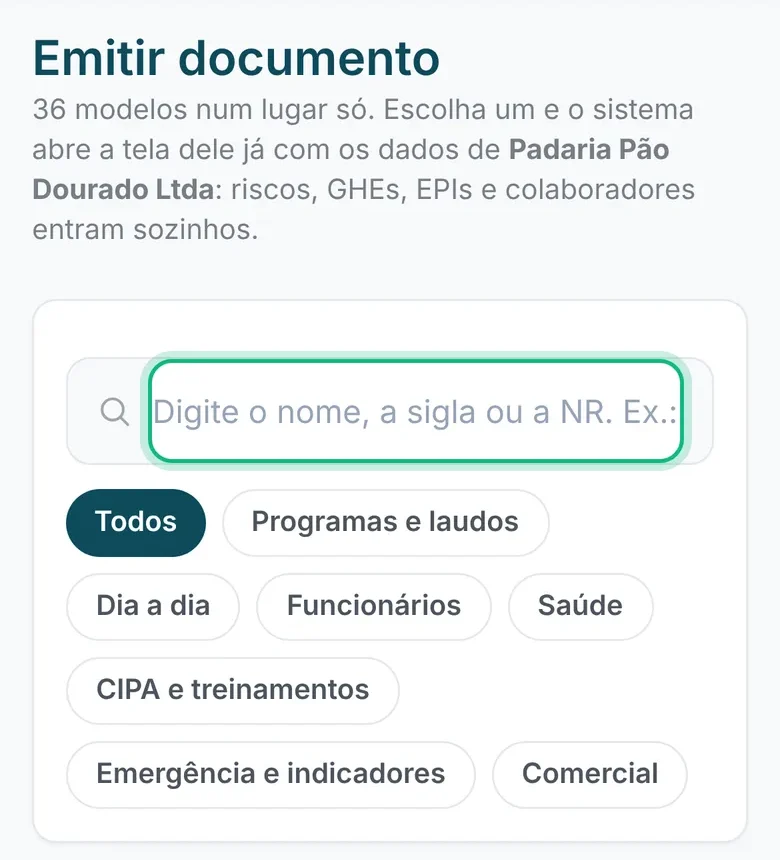 Emitir documento
36 modelos num lugar só. Escolha um e o sistema
abre a tela dele já com os dados de Padaria Pão
Dourado Ltda: riscos, GHEs, EPIs e colaboradores
entram sozinhos.
Digite o nome, a sigla ou a NR. Ex.:
Todos
Programas e laudos
Dia a dia
Funcionários
Saúde
CIPA e treinamentos
Emergência e indicadores
Comercial